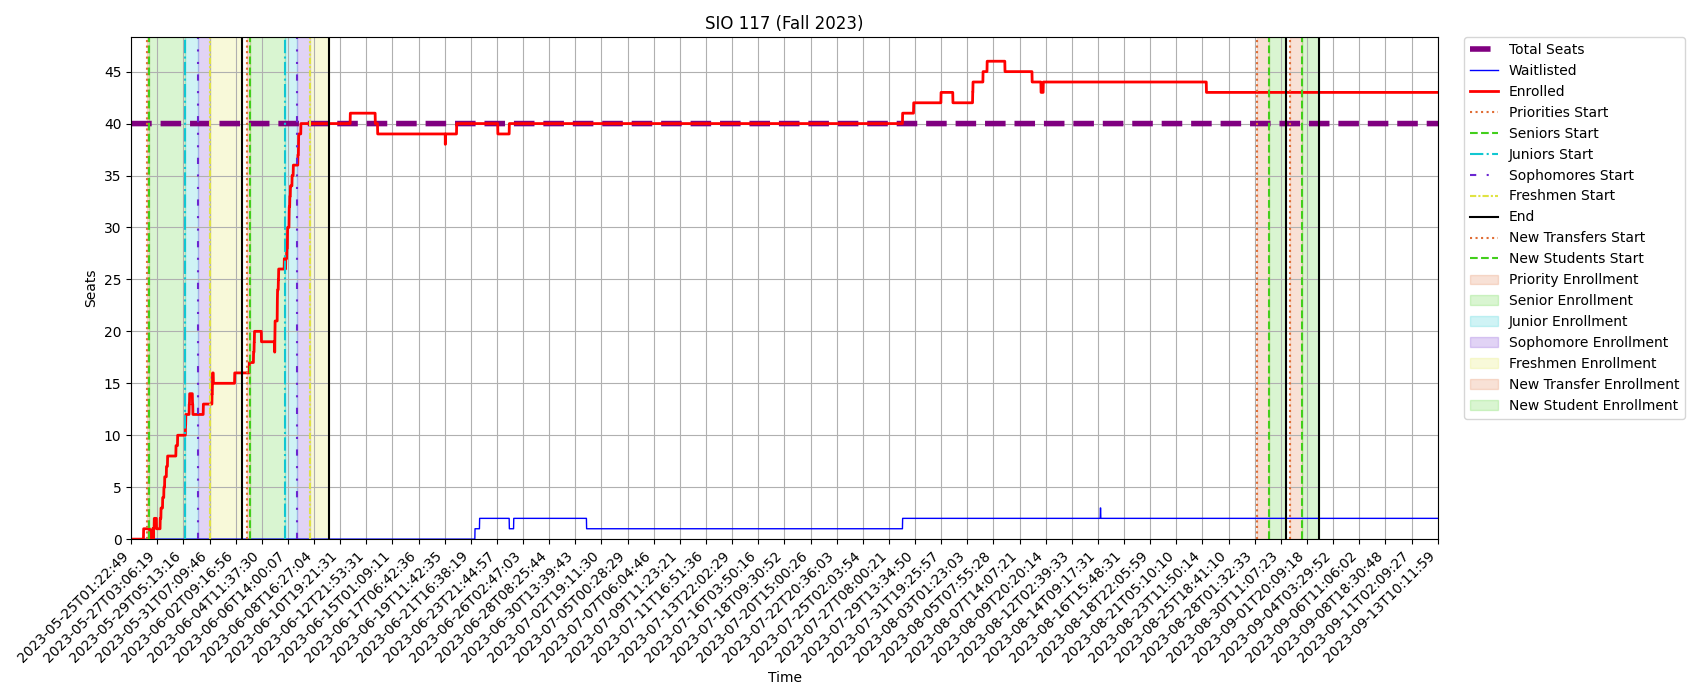 SIO 117 (Fall 2023)
Seats
45
40
35
30
25
20
15
10
5
0
2023-05-25T01:22:49
2023-05-27T03:06:19
2023-05-29T05:13:16
2023-05-31T07:09:46
2023-06-02T09:16:56
2023-06-04T11:37:30
2023-06-06T14:00:07
2023-06-08T16:27:04
2023-06-10T19:21:31
2023-06-12T21:53:31
2023-06-15T01:09:11
2023-06-17T06:42:36
2023-06-19T11:42:35
2023-06-21T16:38:19
2023-06-23T21:44:57
2023-06-26T02:47:03
2023-06-28T08:25:44
2023-06-30T13:39:43
2023-07-02T19:11:30
2023-07-05T00:28:29
2023-07-07T06:04:46
2023-07-09T11:23:21
2023-07-11T16:51:36
2023-07-13T22:02:29
2023-07-16T03:50:16
2023-07-18T09:30:52
2023-07-20T15:00:26
2023-07-22T20:36:03
2023-07-25T02:03:54
2023-07-27T08:00:21
2023-07-29T13:34:50
2023-07-31T19:25:57
2023-08-03T01:23:03
2023-08-05T07:55:28
2023-08-07T14:07:21
2023-08-09T20:20:14
2023-08-12T02:39:33
2023-08-14T09:17:31
2023-08-16T15:48:31
2023-08-18T22:05:59
2023-08-21T05:10:10
2023-08-23T11:50:14
2023-08-25T18:41:10
2023-08-28T01:32:33
2023-08-30T11:07:23
2023-09-01T20:09:18
2023-09-04T03:29:52
2023-09-06T11:06:02
2023-09-08T18:30:48
2023-09-11T02:09:27
2023-09-13T10:11:59
Time
Total Seats
Waitlisted
Enrolled
Priorities Start
Seniors Start
Juniors Start
Sophomores Start
Freshmen Start
End
New Transfers Start
New Students Start
Priority Enrollment
Senior Enrollment
Junior Enrollment
Sophomore Enrollment
Freshmen Enrollment
New Transfer Enrollment
New Student Enrollment